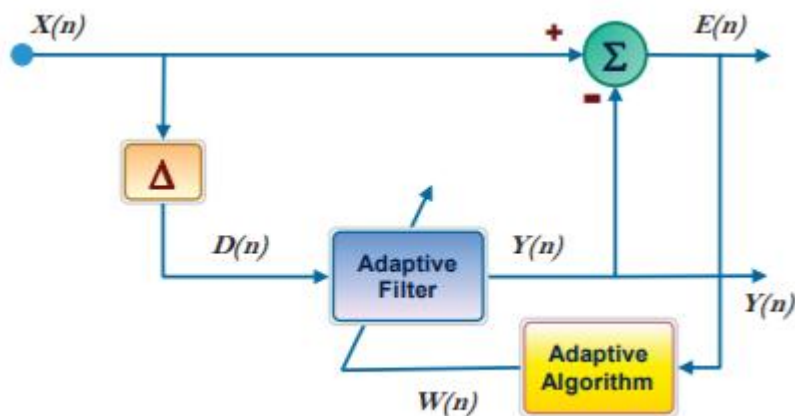 X(n)
E(n)
+
Σ
-
Δ
D(n)
Adaptive
Filter
Y(n)
Y(n)
Adaptive
Algorithm
W(n)